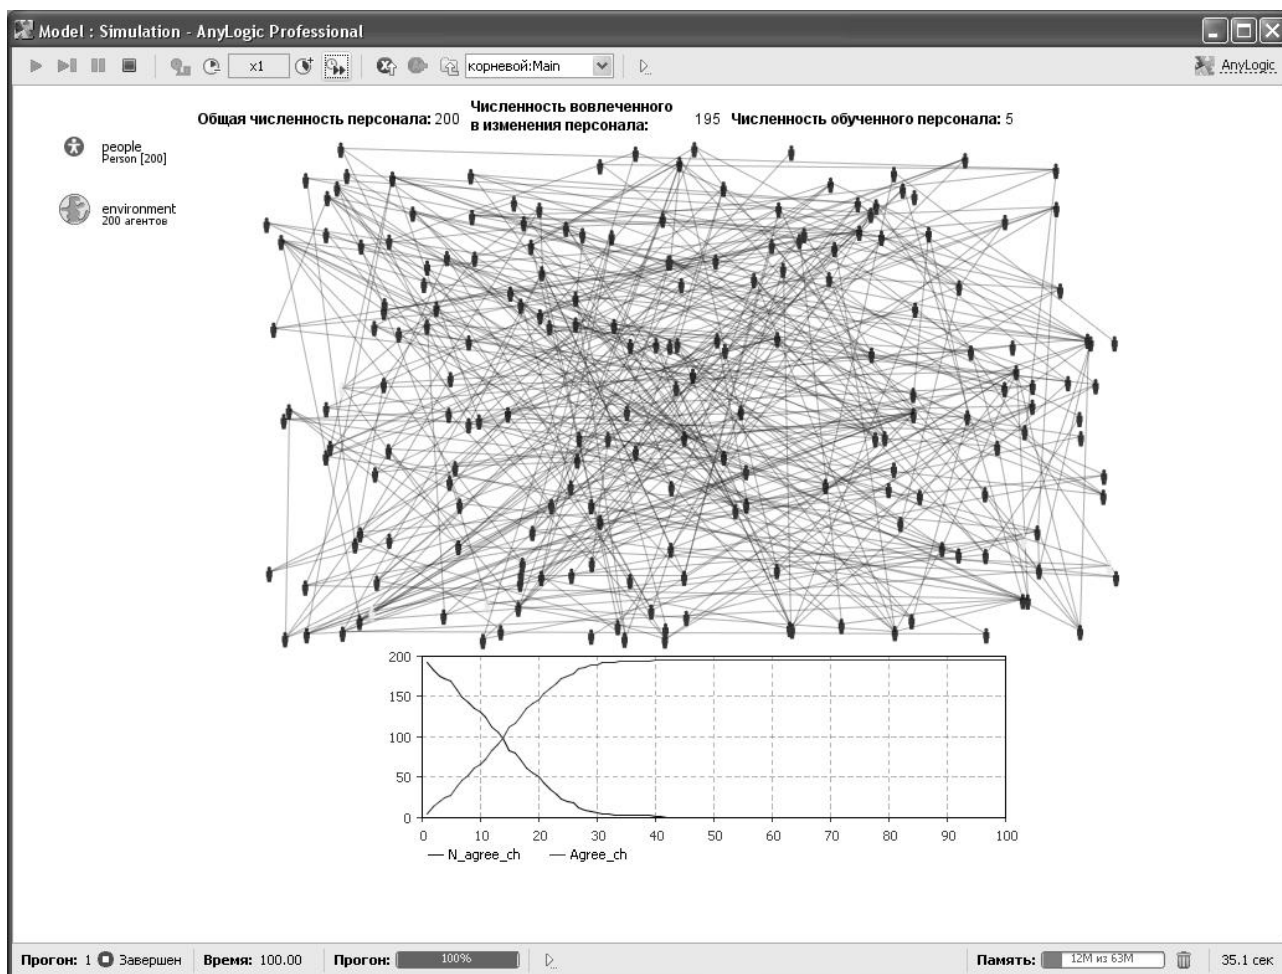 Model : Simulation - AnyLogic Professional
x1
корневой:Main
AnyLogic
Общая численность персонала: 200
Численность вовлеченного
в изменения персонала: 195
Численность обученного персонала: 5
people
Person [200]
environment
200 агентов
200
150
100
50
0
0 10 20 30 40 50 60 70 80 90 100
N_agree_ch Agree_ch
Прогон: 1 Завершен Время: 100.00 Прогон: 100% Память: 12M из 63M 35.1 сек